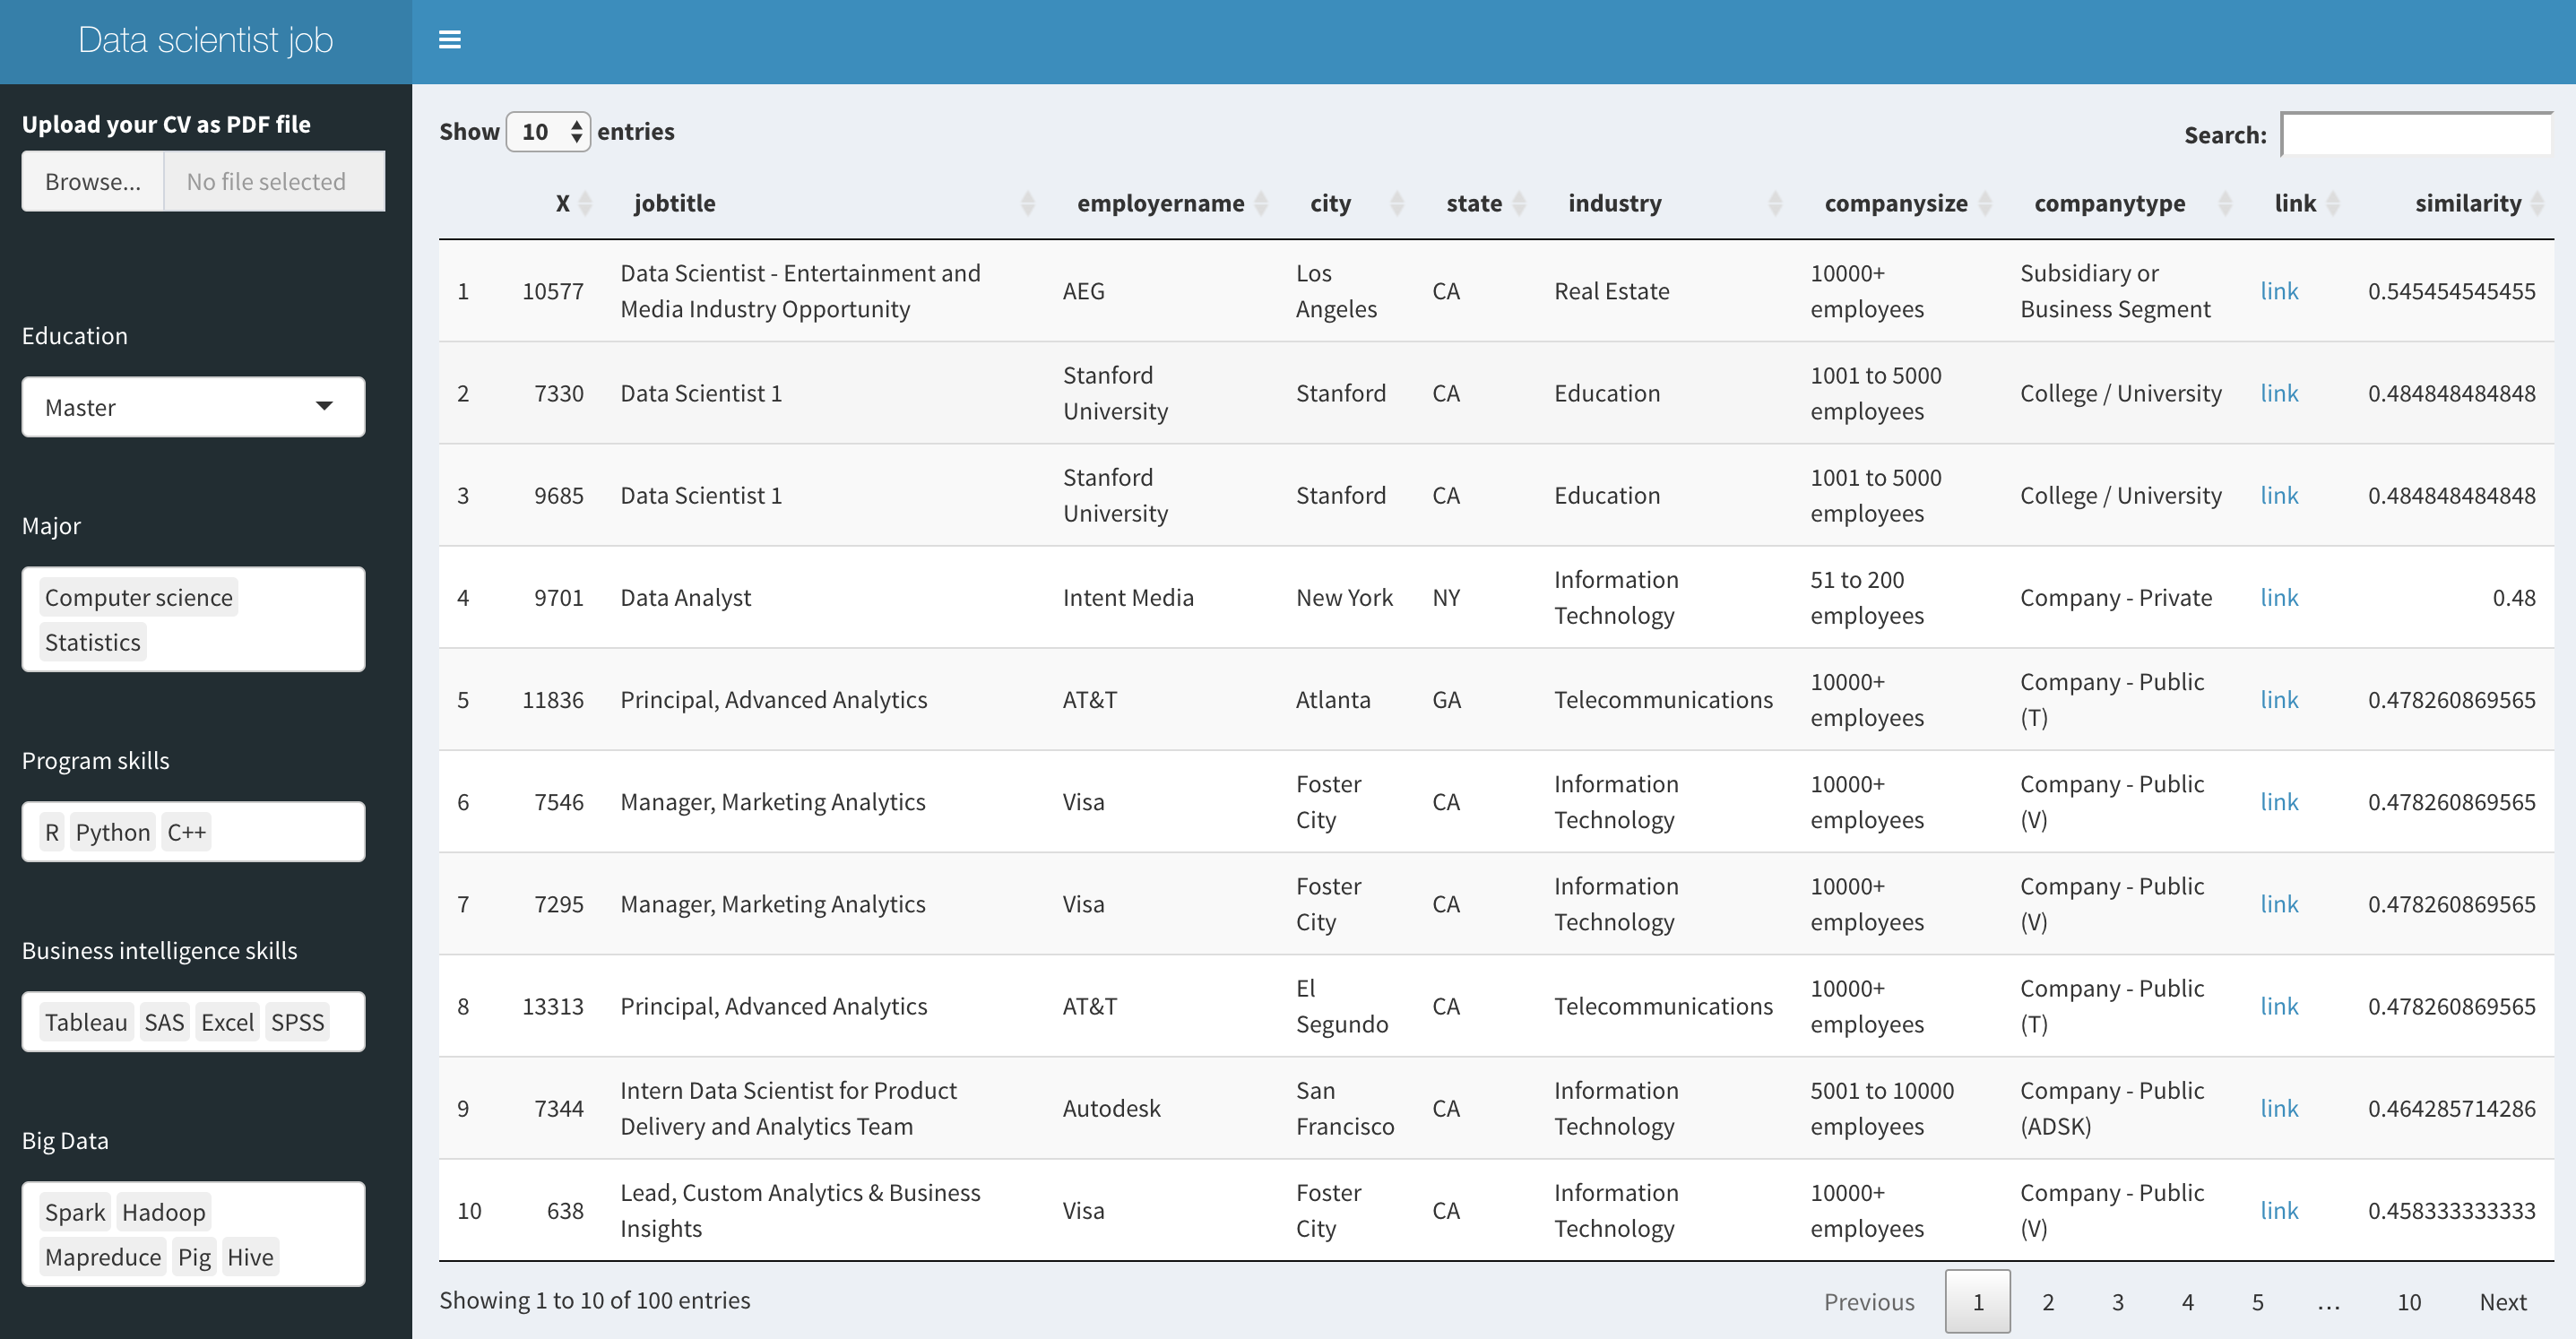 Data scientist job
Upload your CV as PDF file
Browse... No file selected
Education
Master
Major
Computer science
Statistics
Program skills
R Python C++
Business intelligence skills
Tableau SAS Excel SPSS
Big Data
Spark Hadoop
Mapreduce Pig Hive
Show 10 entries
Search:
X jobtitle employername city state industry companysize companytype link similarity
1 10577 Data Scientist - Entertainment and Media Industry Opportunity AEG Los Angeles CA Real Estate 10000+ employees Subsidiary or Business Segment link 0.545454545455
2 7330 Data Scientist 1 Stanford University Stanford CA Education 1001 to 5000 employees College / University link 0.484848484848
3 9685 Data Scientist 1 Stanford University Stanford CA Education 1001 to 5000 employees College / University link 0.484848484848
4 9701 Data Analyst Intent Media New York NY Information Technology 51 to 200 employees Company - Private link 0.48
5 11836 Principal, Advanced Analytics AT&T Atlanta GA Telecommunications 10000+ employees Company - Public (T) link 0.478260869565
6 7546 Manager, Marketing Analytics Visa Foster City CA Information Technology 10000+ employees Company - Public (V) link 0.478260869565
7 7295 Manager, Marketing Analytics Visa Foster City CA Information Technology 10000+ employees Company - Public (V) link 0.478260869565
8 13313 Principal, Advanced Analytics AT&T El Segundo CA Telecommunications 10000+ employees Company - Public (T) link 0.478260869565
9 7344 Intern Data Scientist for Product Delivery and Analytics Team Autodesk San Francisco CA Information Technology 5001 to 10000 employees Company - Public (ADSK) link 0.464285714286
10 638 Lead, Custom Analytics & Business Insights Visa Foster City CA Information Technology 10000+ employees Company - Public (V) link 0.458333333333
Showing 1 to 10 of 100 entries
Previous 1 2 3 4 5 ... 10 Next